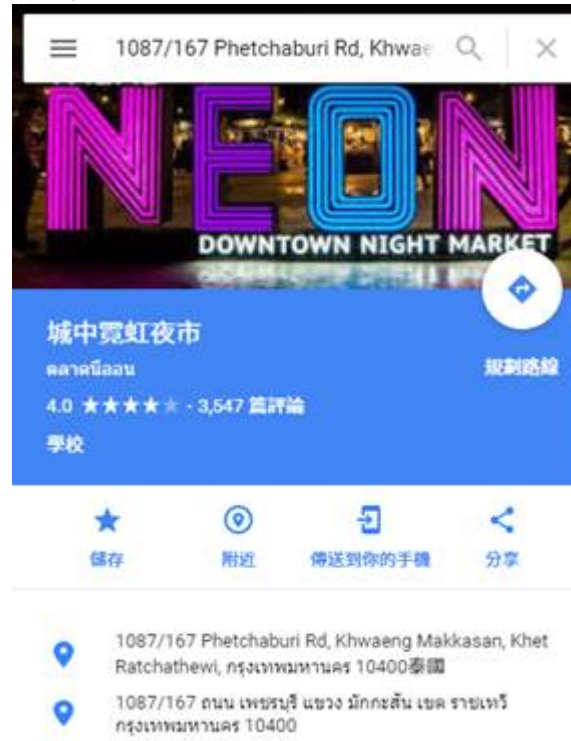 1087/167 Phetchaburi Rd, Khwae
NEON
DOWNTOWN NIGHT MARKET
城中霓虹夜市
ตลาดนีออน
規劃路線
4.0 ★★★★★ · 3,547 篇評論
學校
儲存 附近 傳送到你的手機 分享
1087/167 Phetchaburi Rd, Khwaeng Makkasan, Khet
Ratchathewi, กรุงเทพมหานคร 10400泰國
1087/167 ถนน เพชรบุรี แขวง มักกะสัน เขต ราชเทวี
กรุงเทพมหานคร 10400